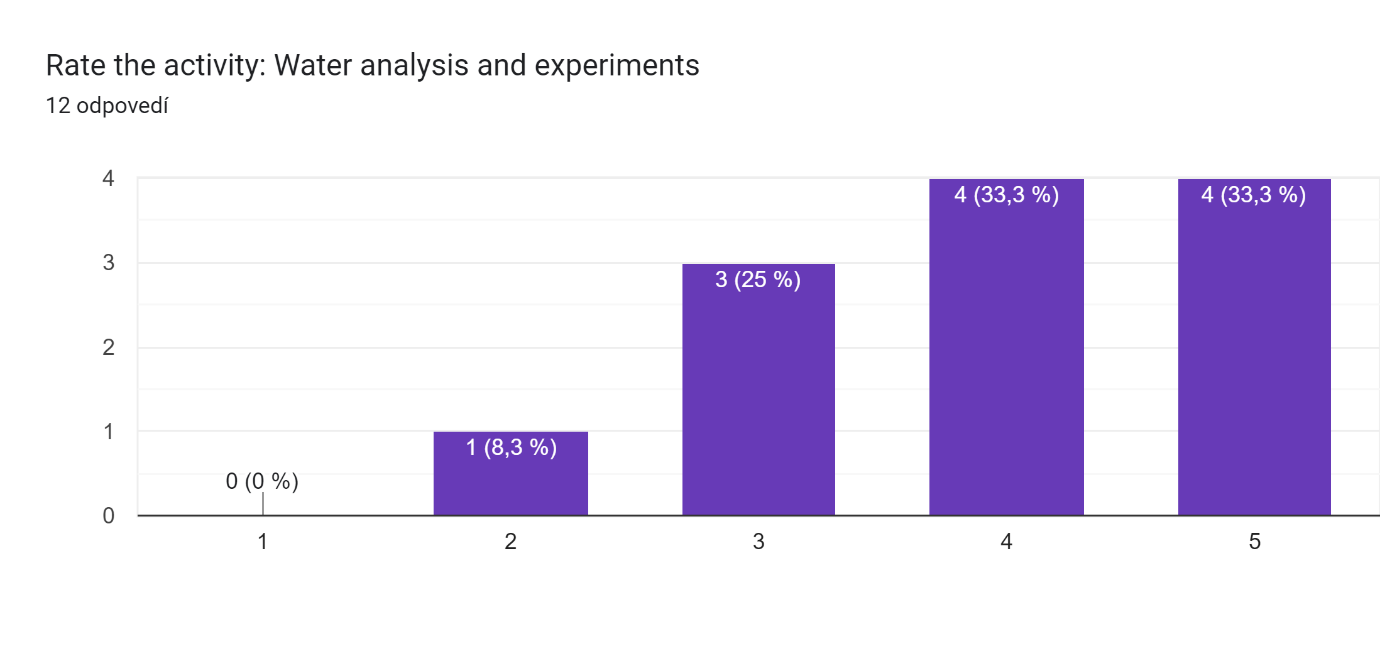 Rate the activity: Water analysis and experiments
12 odpovedí
4
3
2
1
0
0 (0 %)
1 (8,3 %)
3 (25 %)
4 (33,3 %)
4 (33,3 %)
1
2
3
4
5